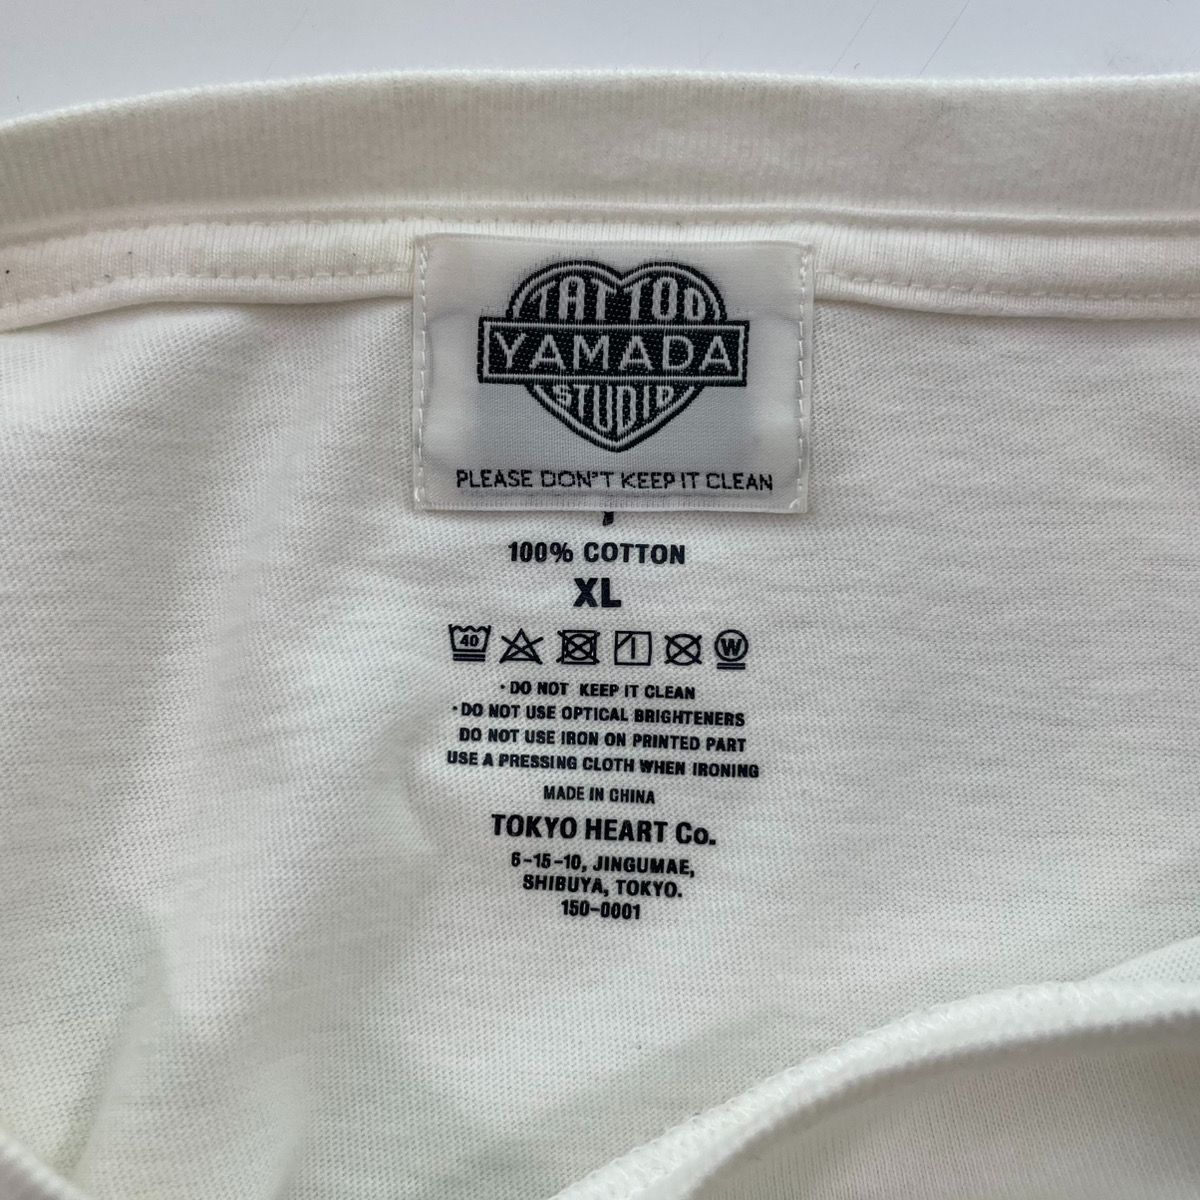 TATTOO
YAMADA
STUDIO
PLEASE DON'T KEEP IT CLEAN
100% COTTON
XL
40
W
・DO NOT KEEP IT CLEAN
・DO NOT USE OPTICAL BRIGHTENERS
DO NOT USE IRON ON PRINTED PART
USE A PRESSING CLOTH WHEN IRONING
MADE IN CHINA
TOKYO HEART Co.
6-15-10, JINGUMAE,
SHIBUYA, TOKYO.
150-0001